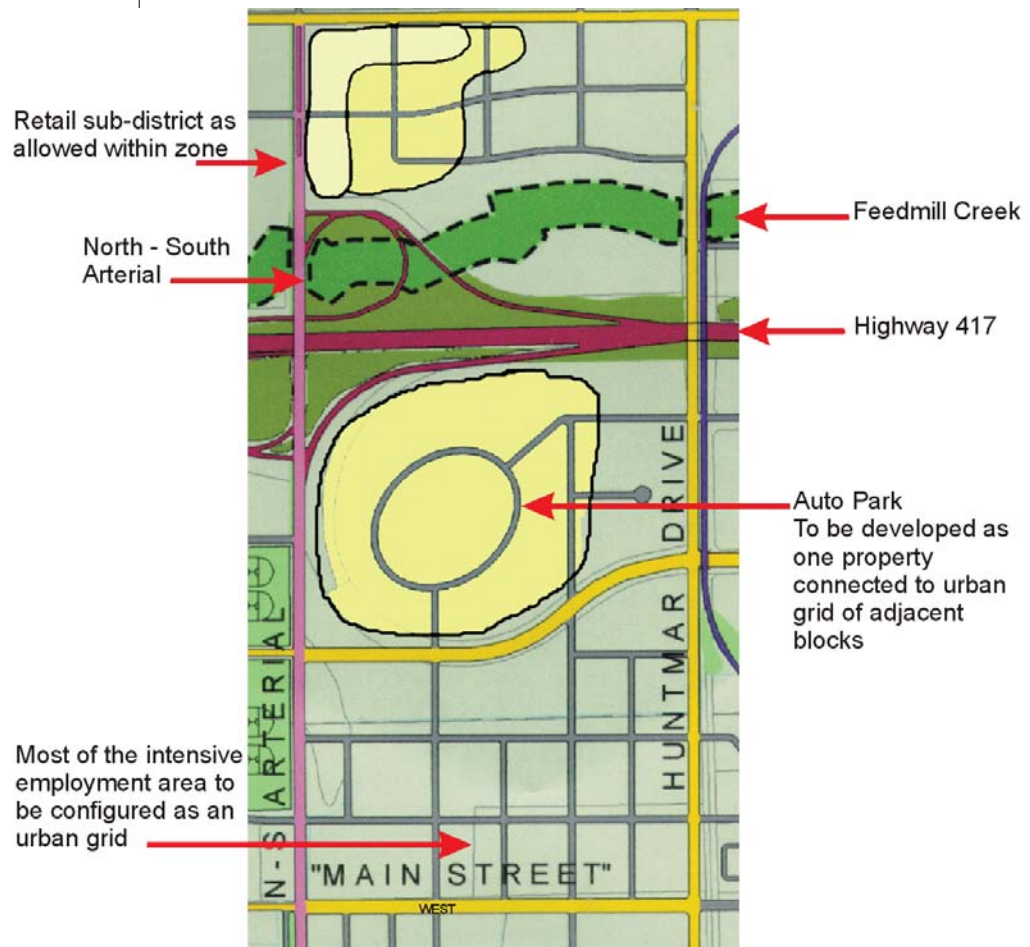 Retail sub-district as
allowed within zone
North - South
Arterial
Feedmill Creek
Highway 417
Auto Park
To be developed as
one property
connected to urban
grid of adjacent
blocks
HUNTMAR DRIVE
N-S ARTERIAL
Most of the intensive
employment area to
be configured as an
urban grid
"MAIN STREET"
WEST